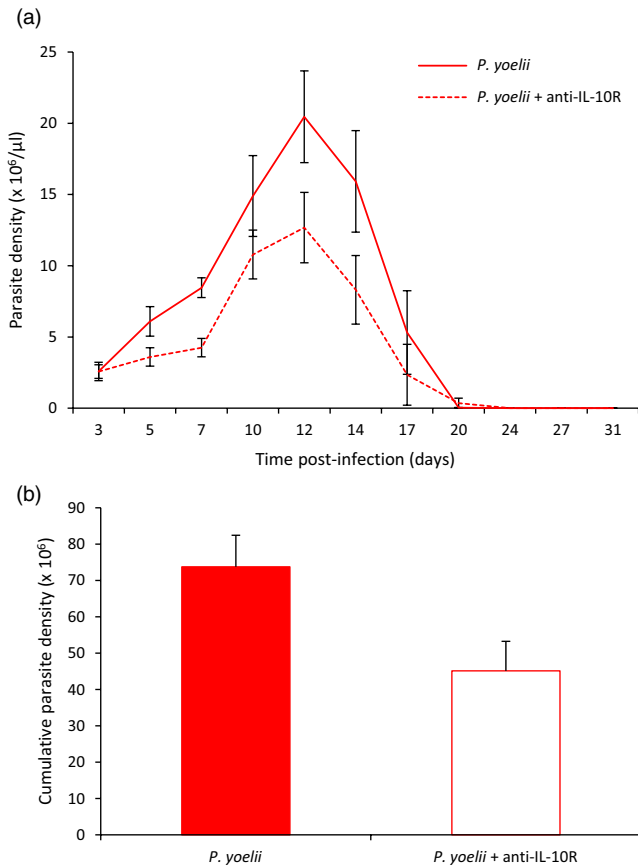 (a)
25
20
15
10
5
0
Parasite density (x 10⁶/µl)
P. yoelii
P. yoelii + anti-IL-10R
3 5 7 10 12 14 17 20 24 27 31
Time post-infection (days)
(b)
90
80
70
60
50
40
30
20
10
0
Cumulative parasite density (x 10⁶)
P. yoelii P. yoelii + anti-IL-10R